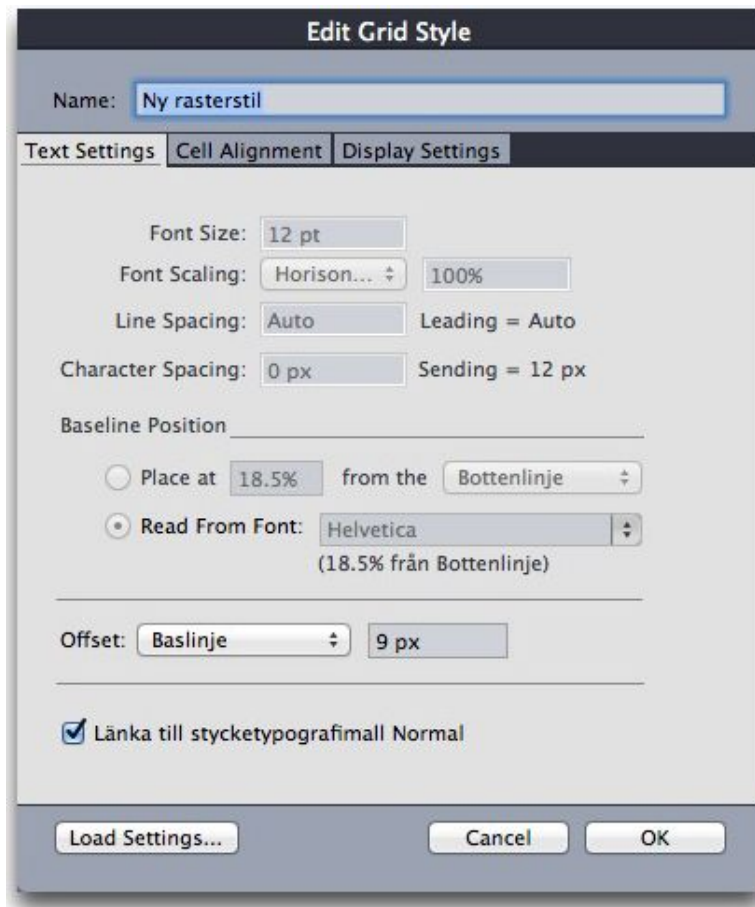 Edit Grid Style
Name: Ny rasterstil
Text Settings Cell Alignment Display Settings
Font Size: 12 pt
Font Scaling: Horison... 100%
Line Spacing: Auto Leading = Auto
Character Spacing: 0 px Sending = 12 px
Baseline Position
Place at 18.5% from the Bottenlinje
Read From Font: Helvetica
(18.5% från Bottenlinje)
Offset: Baslinje 9 px
Länka till stycketypografimall Normal
Load Settings... Cancel OK